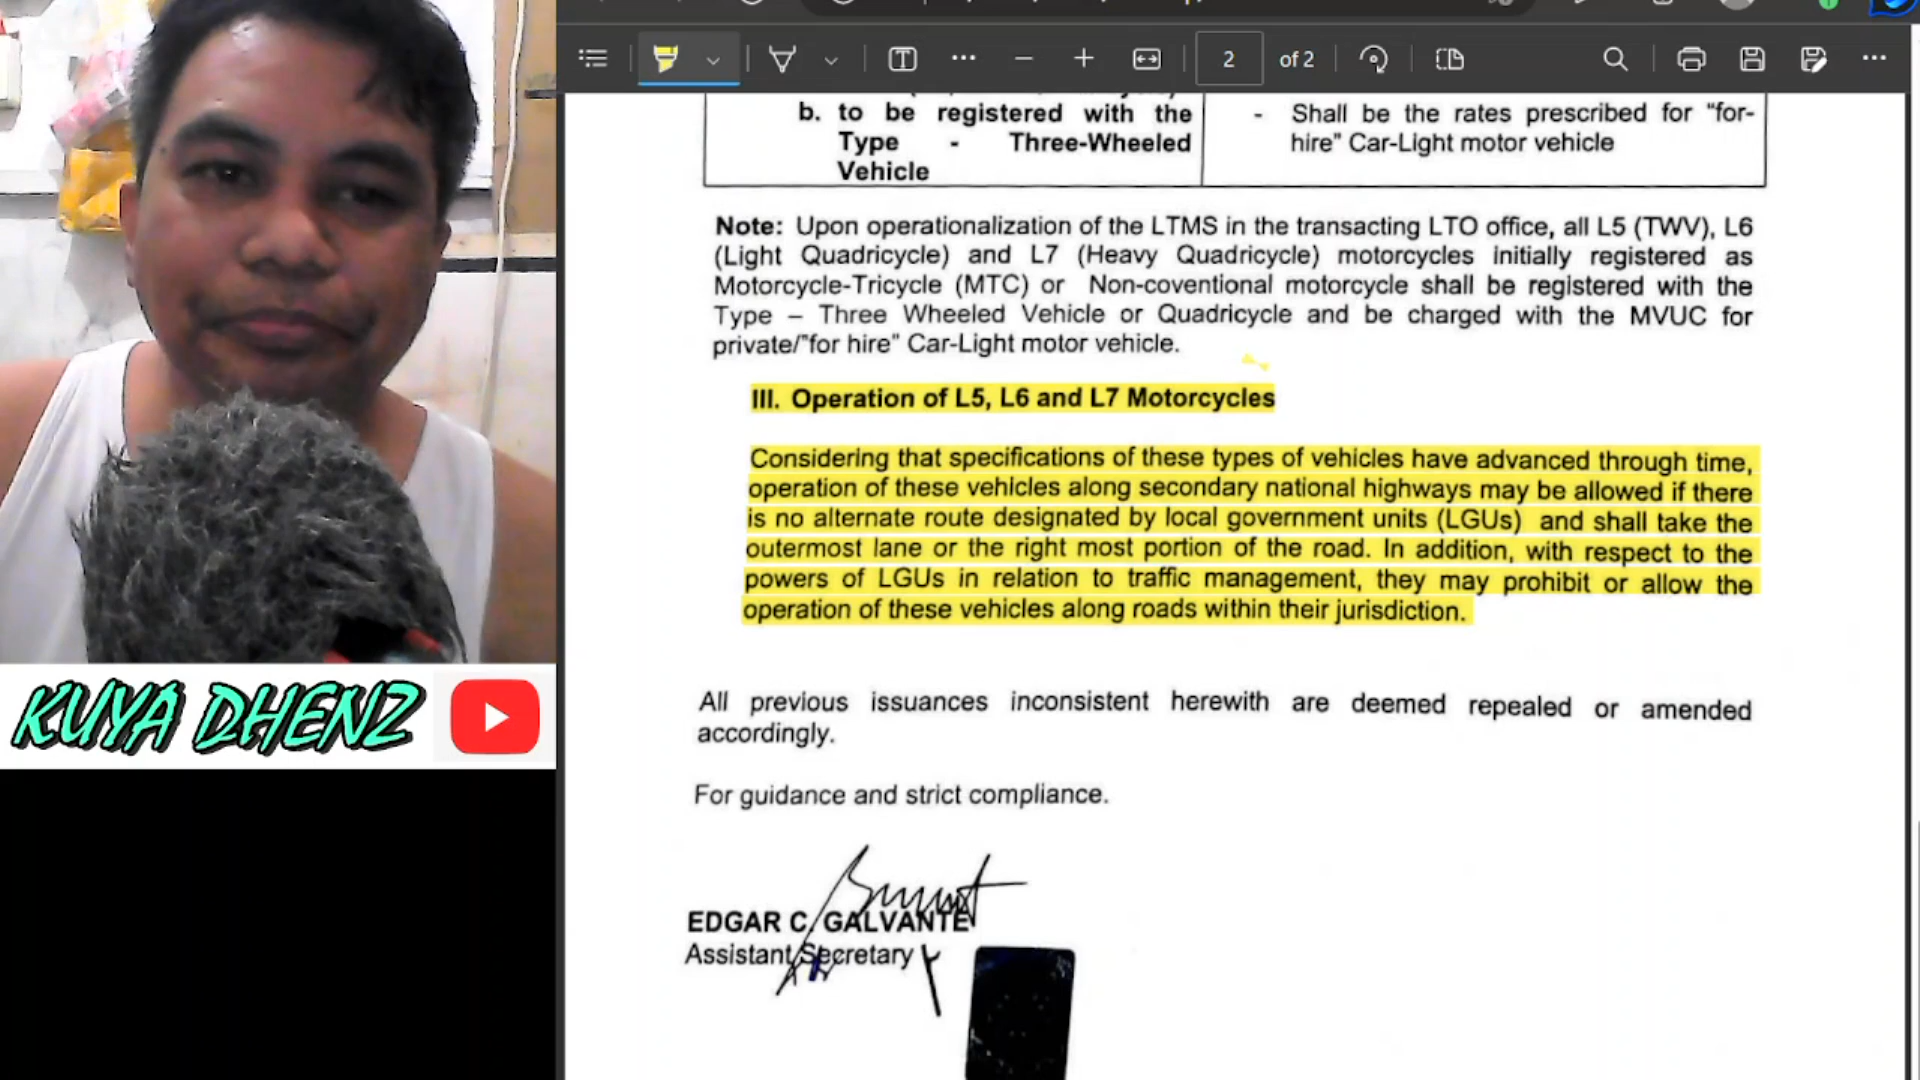 2 of 2
b. to be registered with the
Type - Three-Wheeled
Vehicle
- Shall be the rates prescribed for "for-
hire" Car-Light motor vehicle
Note: Upon operationalization of the LTMS in the transacting LTO office, all L5 (TWV), L6
(Light Quadricycle) and L7 (Heavy Quadricycle) motorcycles initially registered as
Motorcycle-Tricycle (MTC) or Non-coventional motorcycle shall be registered with the
Type – Three Wheeled Vehicle or Quadricycle and be charged with the MVUC for
private/"for hire" Car-Light motor vehicle.
III. Operation of L5, L6 and L7 Motorcycles
Considering that specifications of these types of vehicles have advanced through time,
operation of these vehicles along secondary national highways may be allowed if there
is no alternate route designated by local government units (LGUs) and shall take the
outermost lane or the right most portion of the road. In addition, with respect to the
powers of LGUs in relation to traffic management, they may prohibit or allow the
operation of these vehicles along roads within their jurisdiction.
All previous issuances inconsistent herewith are deemed repealed or amended
accordingly.
For guidance and strict compliance.
EDGAR C. GALVANTE
Assistant Secretary
KUYA DHENZ